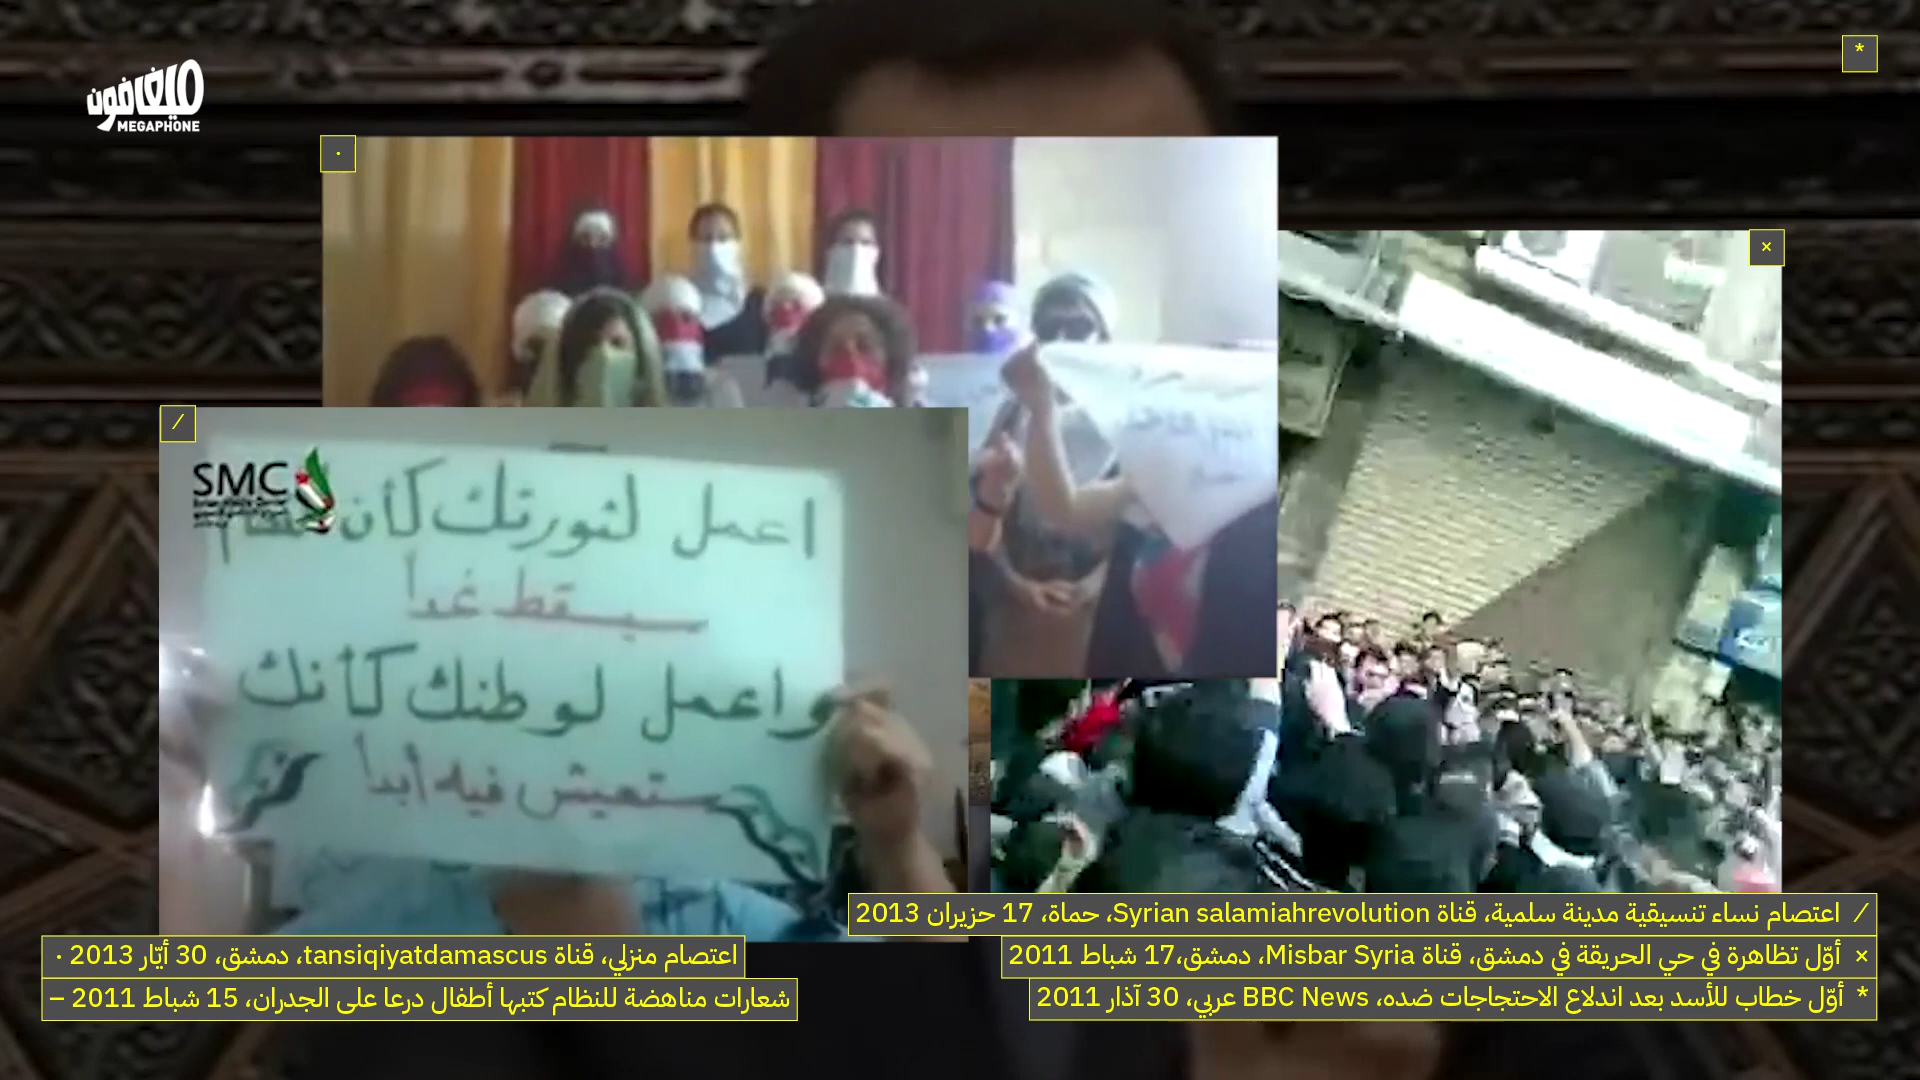 ميغافون
MEGAPHONE
*
·
×
/
SMC
اعمل لثورتك كأن
سيسقط غداً
واعمل لوطنك كأنك
ستعيش فيه أبداً
/ اعتصام نساء تنسيقية مدينة سلمية، قناة Syrian salamiahrevolution، حماة، 17 حزيران 2013
× أوّل تظاهرة في حي الحريقة في دمشق، قناة Misbar Syria، دمشق،17 شباط 2011
* أوّل خطاب للأسد بعد اندلاع الاحتجاجات ضده، BBC News عربي، 30 آذار 2011
اعتصام منزلي، قناة tansiqiyatdamascus، دمشق، 30 أيّار 2013 ·
شعارات مناهضة للنظام كتبها أطفال درعا على الجدران، 15 شباط 2011 –